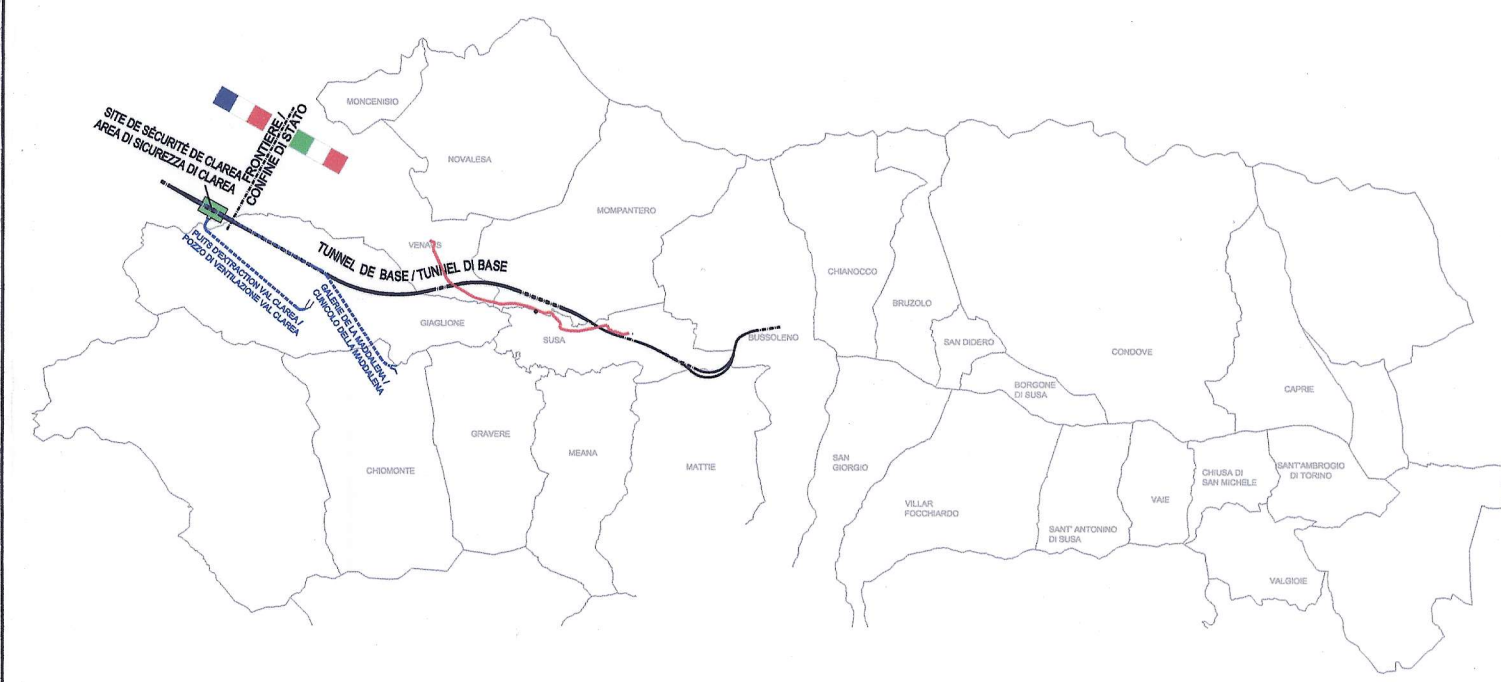 MONCENISIO
SITE DE SÉCURITÉ DE CLAREA
AREA DI SICUREZZA DI CLAREA
FRONTIERE /
CONFINE DI STATO
NOVALESA
MOMPANTERO
VENAUS
TUNNEL DE BASE / TUNNEL DI BASE
PUITS D'EXTRACTION VAL CLAREA /
POZZO DI VENTILAZIONE VAL CLAREA
GALERIE DE LA MADDALENA /
CUNICOLO DELLA MADDALENA
GIAGLIONE
SUSA
BUSSOLENO
CHIANOCCO
BRUZOLO
SAN DIDERO
CONDOVE
BORGONE
DI SUSA
CAPRIE
CHIOMONTE
GRAVERE
MEANA
MATTIE
SAN
GIORGIO
VILLAR
FOCCHIARDO
SANT' ANTONINO
DI SUSA
VAIE
CHIUSA DI
SAN MICHELE
SANT'AMBROGIO
DI TORINO
VALGIOIE